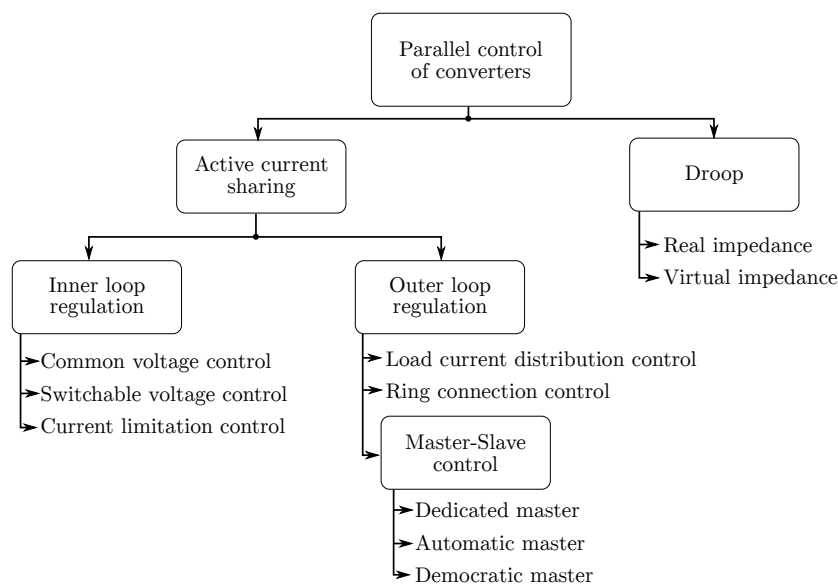 Parallel control
of converters
Active current
sharing
Droop
Real impedance
Virtual impedance
Inner loop
regulation
Outer loop
regulation
Common voltage control
Switchable voltage control
Current limitation control
Load current distribution control
Ring connection control
Master-Slave
control
Dedicated master
Automatic master
Democratic master